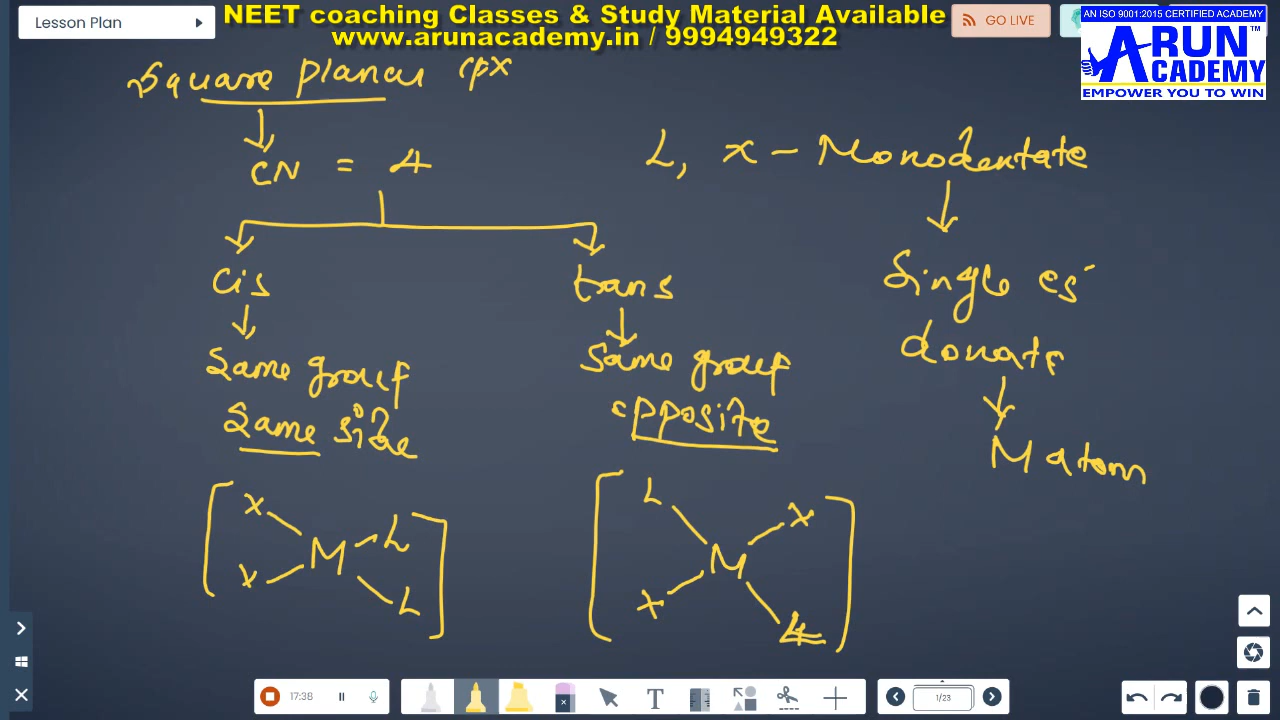 Lesson Plan
NEET coaching Classes & Study Material Available
www.arunacademy.in / 9994949322
GO LIVE
AN ISO 9001:2015 CERTIFIED ACADEMY
ARUN ACADEMY™
EMPOWER YOU TO WIN
Square planar cpx
CN = 4
L, x - Monodentate
cis
trans
Single es⁻
donate
M atom
Same group
Same side
Same group
opposite
X L
M
X L
L X
M
X L
17:38
1/23